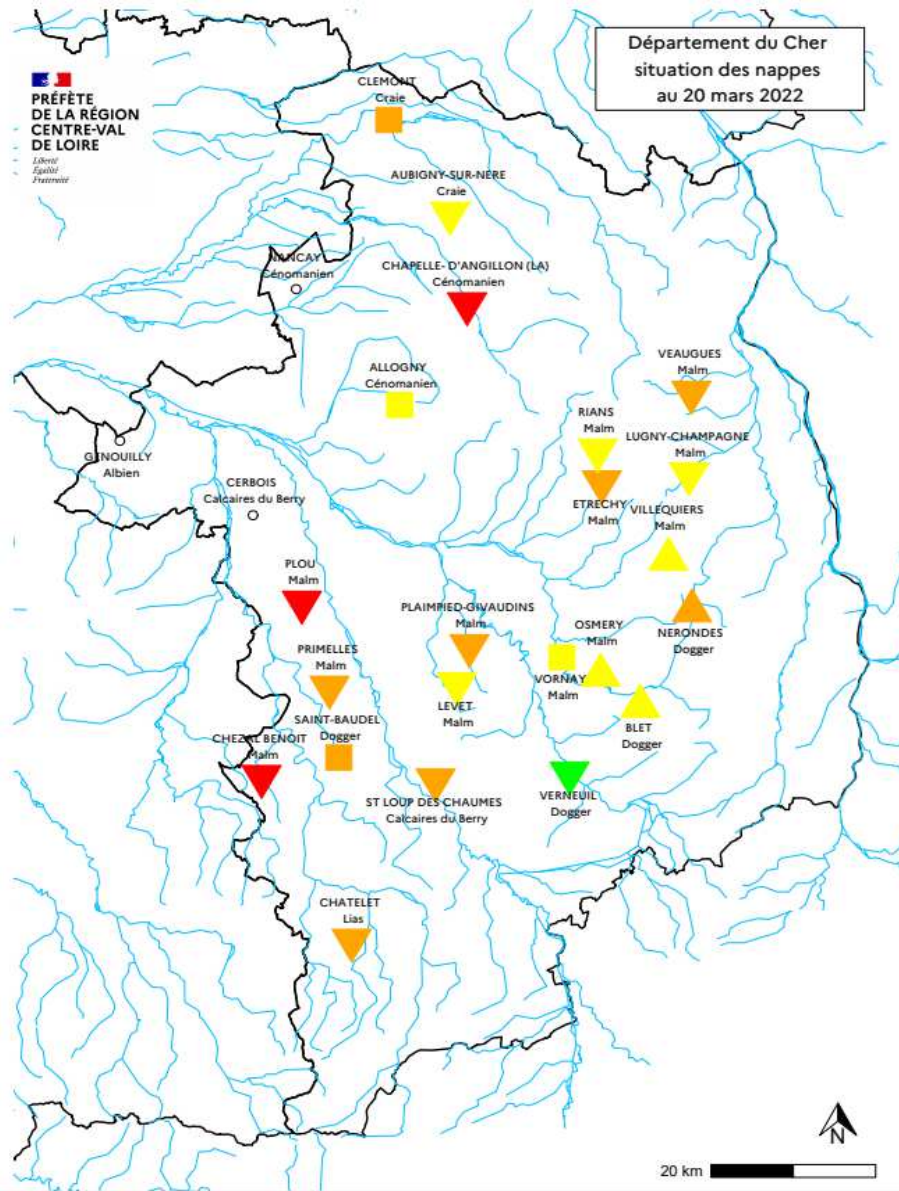 Département du Cher
situation des nappes
au 20 mars 2022
PRÉFÈTE
DE LA RÉGION
CENTRE-VAL
DE LOIRE
Liberté
Égalité
Fraternité
CLEMONT
Craie
AUBIGNY-SUR-NERE
Craie
NANCAY
Cénomanien
CHAPELLE- D'ANGILLON (LA)
Cénomanien
ALLOGNY
Cénomanien
VEAUGUES
Malm
RIANS
Malm
LUGNY-CHAMPAGNE
Malm
GENOUILLY
Albien
CERBOIS
Calcaires du Berry
ETRECHY
Malm
VILLEQUIERS
Malm
PLOU
Malm
PLAIMPIED-GIVAUDINS
Malm
OSMERY
Malm
NERONDES
Dogger
PRIMELLES
Malm
VORNAY
Malm
LEVET
Malm
SAINT-BAUDEL
Dogger
BLET
Dogger
CHEZAL BENOIT
Malm
ST LOUP DES CHAUMES
Calcaires du Berry
VERNEUIL
Dogger
CHATELET
Lias
N
20 km